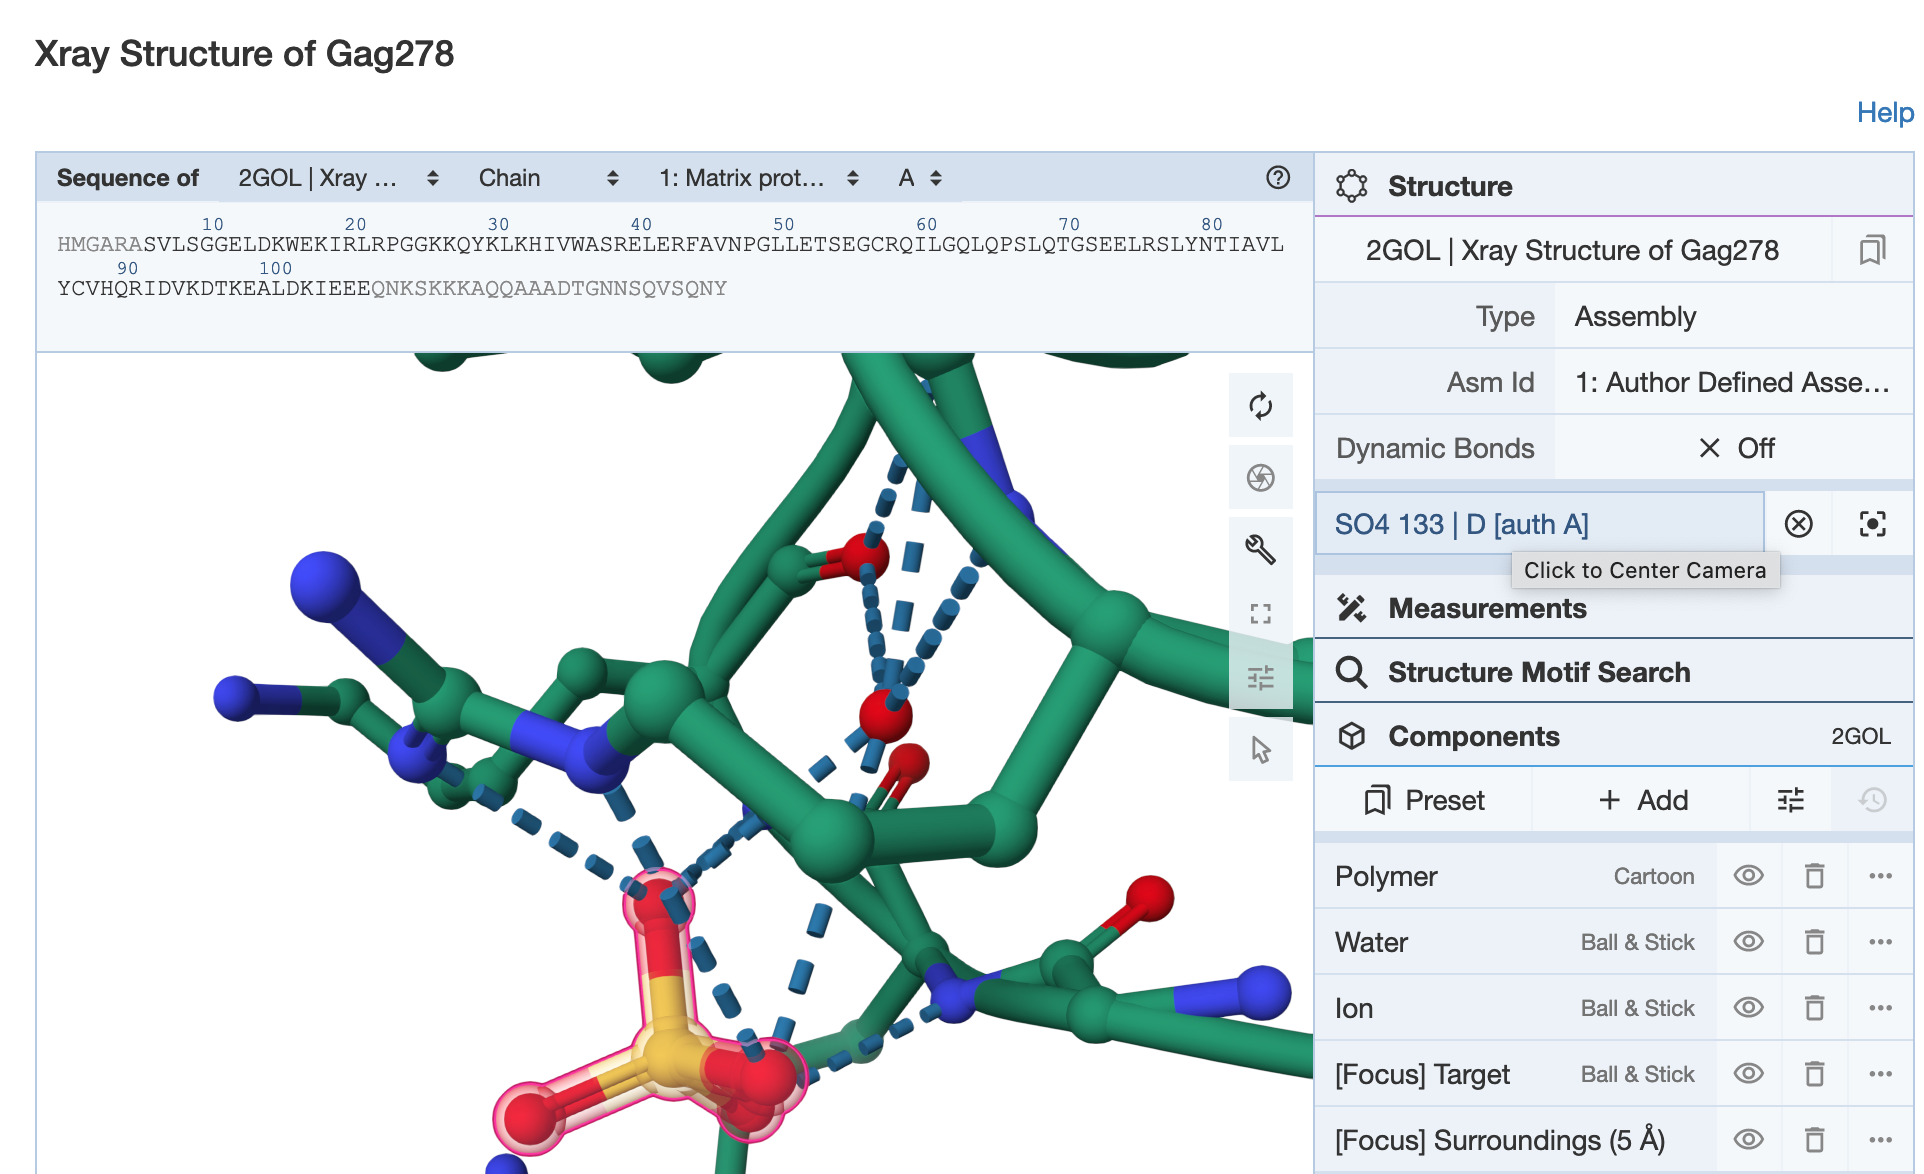 Xray Structure of Gag278
Help
Sequence of 2GOL | Xray ... Chain 1: Matrix prot... A
10 20 30 40 50 60 70 80
HMGARASVLSGGELDKWEKIRLRPGGKKQYKLKHIVWASRELERFAVNPGLLETSEGCRQILGQLQPSLQTGSEELRSLYNTIAVL
90 100
YCVHQRIDVKDTKEALDKIEEEQNKSKKKAQQAAADTGNNSQVSQNY
Structure
2GOL | Xray Structure of Gag278
Type Assembly
Asm Id 1: Author Defined Asse...
Dynamic Bonds Off
SO4 133 | D [auth A]
Click to Center Camera
Measurements
Structure Motif Search
Components 2GOL
Preset + Add
Polymer Cartoon
Water Ball & Stick
Ion Ball & Stick
[Focus] Target Ball & Stick
[Focus] Surroundings (5 Å)